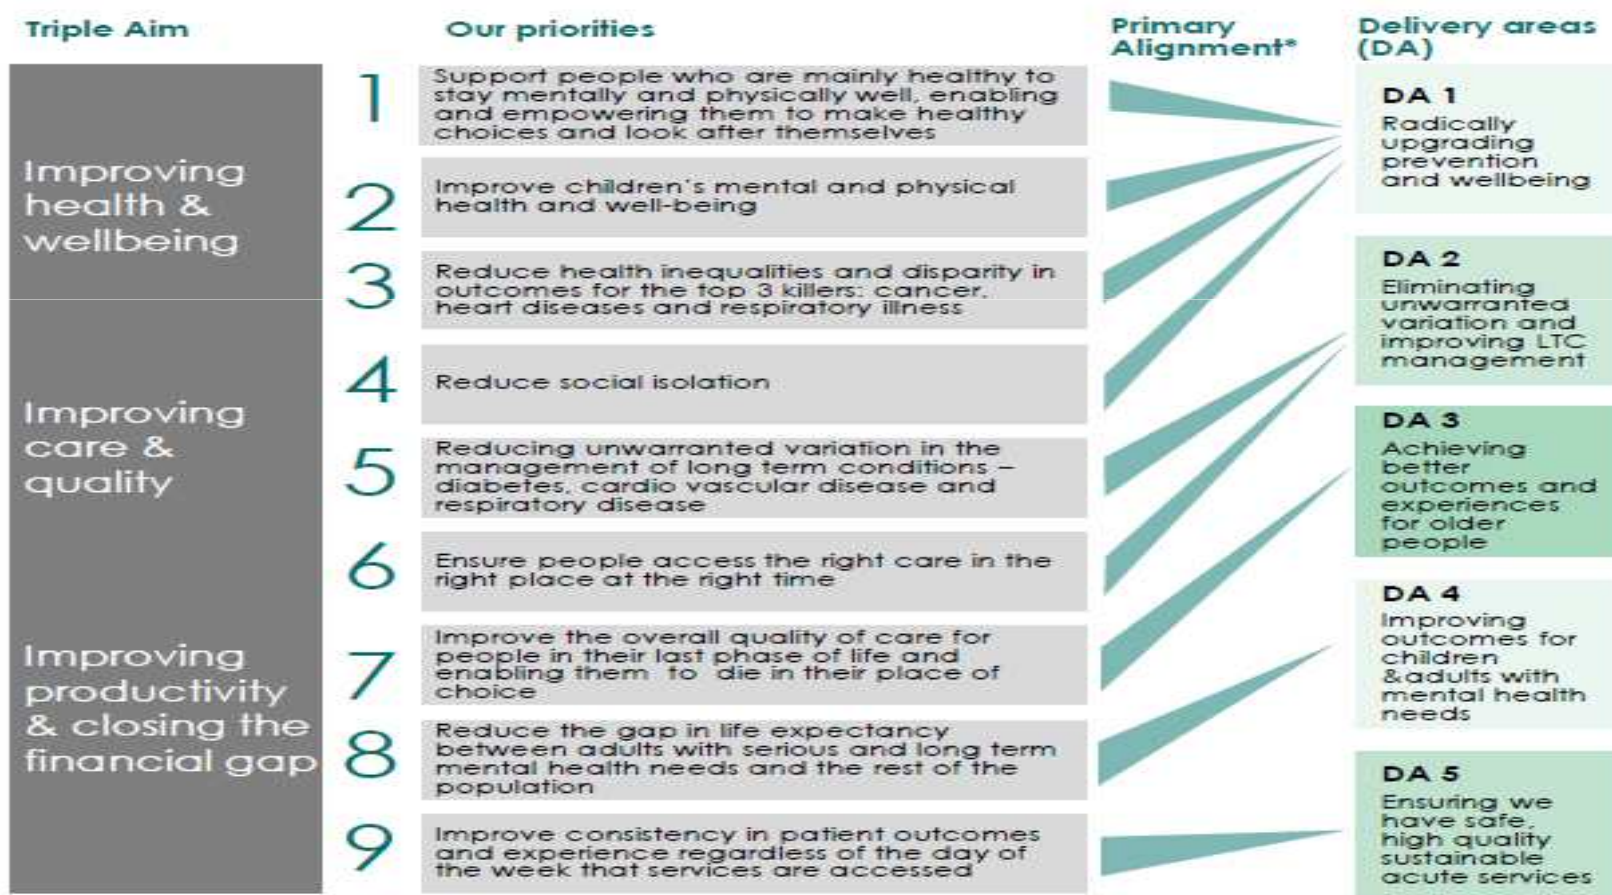 Triple Aim
Our priorities
Primary
Alignment*
Delivery areas
(DA)
Improving
health &
wellbeing
Improving
care &
quality
Improving
productivity
& closing the
financial gap
1
Support people who are mainly healthy to
stay mentally and physically well, enabling
and empowering them to make healthy
choices and look after themselves
2
Improve children's mental and physical
health and well-being
3
Reduce health inequalities and disparity in
outcomes for the top 3 killers: cancer,
heart diseases and respiratory illness
4
Reduce social isolation
5
Reducing unwarranted variation in the
management of long term conditions –
diabetes, cardio vascular disease and
respiratory disease
6
Ensure people access the right care in the
right place at the right time
7
Improve the overall quality of care for
people in their last phase of life and
enabling them to die in their place of
choice
8
Reduce the gap in life expectancy
between adults with serious and long term
mental health needs and the rest of the
population
9
Improve consistency in patient outcomes
and experience regardless of the day of
the week that services are accessed
DA 1
Radically
upgrading
prevention
and wellbeing
DA 2
Eliminating
unwarranted
variation and
improving LTC
management
DA 3
Achieving
better
outcomes and
experiences
for older
people
DA 4
Improving
outcomes for
children
&adults with
mental health
needs
DA 5
Ensuring we
have safe,
high quality
sustainable
acute services